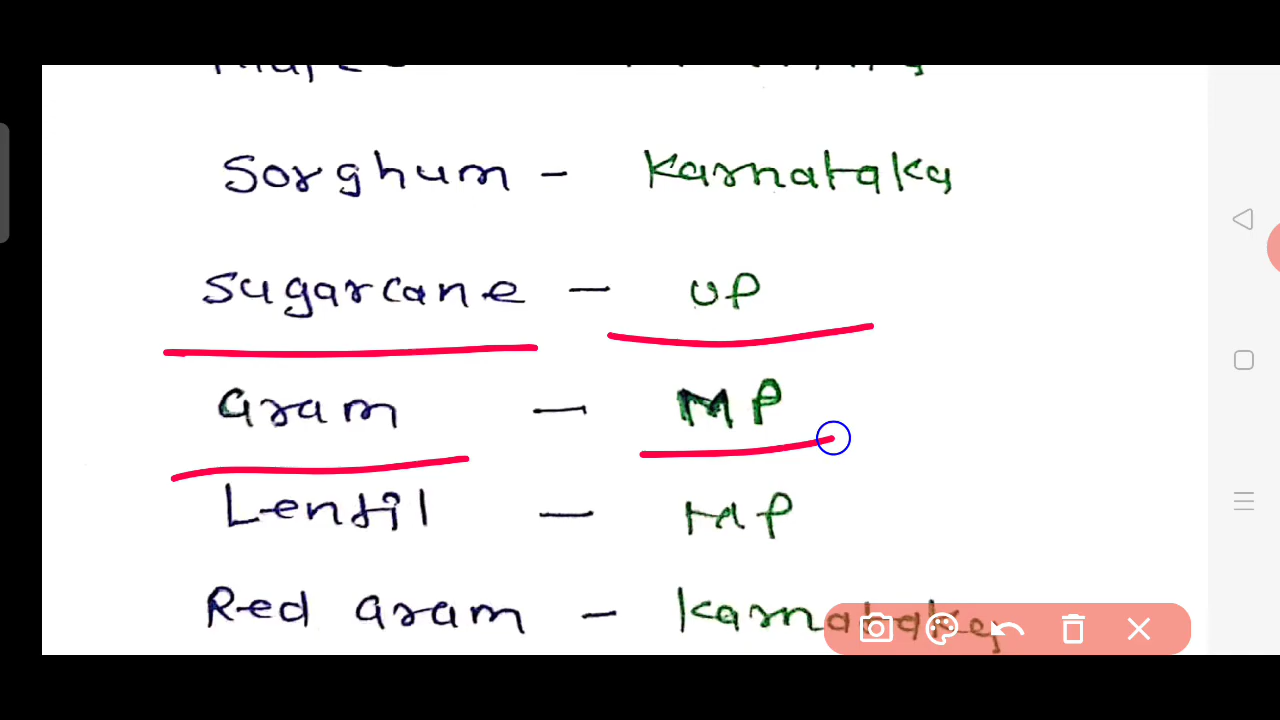 Sorghum - Karnataka
Sugarcane - UP
Gram - MP
Lentil - MP
Red Gram - Karnataka